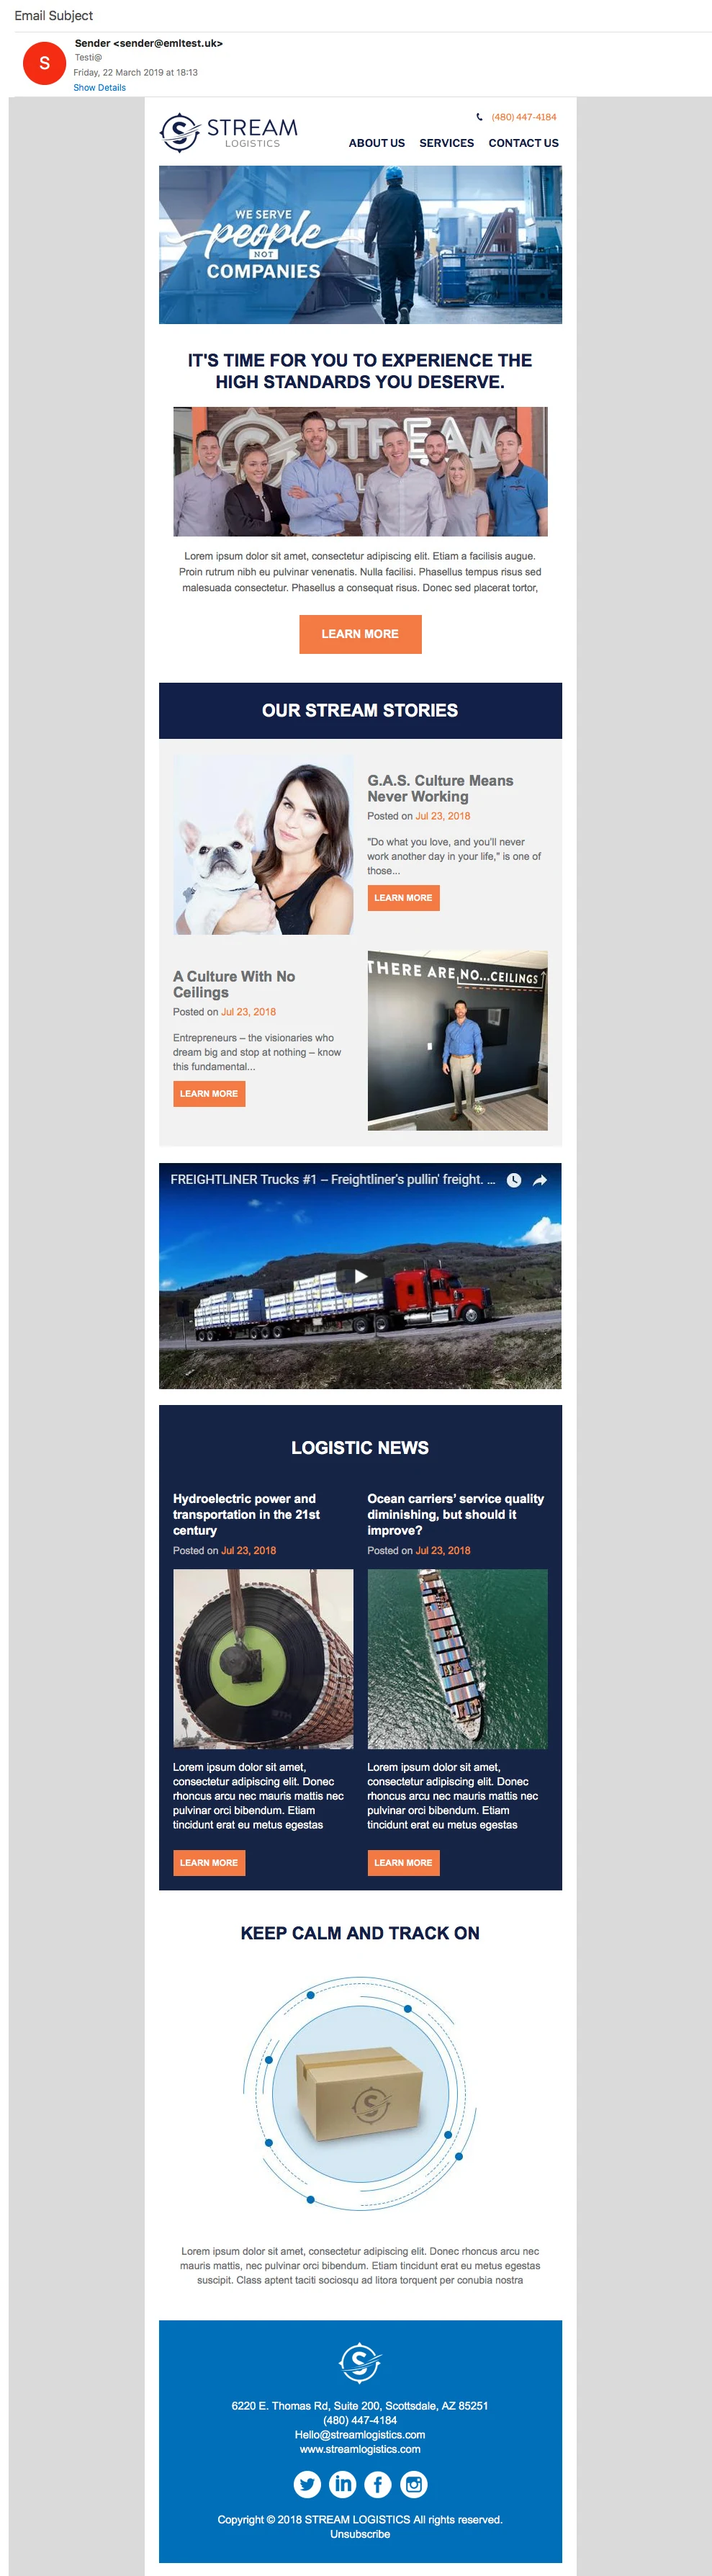 Email Subject
S
Sender <sender@emltest.uk>
Testi@
Friday, 22 March 2019 at 18:13
Show Details
STREAM
LOGISTICS
(480) 447-4184
ABOUT US SERVICES CONTACT US
WE SERVE
people
NOT
COMPANIES
IT'S TIME FOR YOU TO EXPERIENCE THE
HIGH STANDARDS YOU DESERVE.
STREAM
Lorem ipsum dolor sit amet, consectetur adipiscing elit. Etiam a facilisis augue.
Proin rutrum nibh eu pulvinar venenatis. Nulla facilisi. Phasellus tempus risus sed
malesuada consectetur. Phasellus a consequat risus. Donec sed placerat tortor,
LEARN MORE
OUR STREAM STORIES
G.A.S. Culture Means
Never Working
Posted on Jul 23, 2018
"Do what you love, and you'll never
work another day in your life," is one of
those...
LEARN MORE
A Culture With No
Ceilings
Posted on Jul 23, 2018
Entrepreneurs – the visionaries who
dream big and stop at nothing – know
this fundamental...
LEARN MORE
THERE ARE NO...CEILINGS
FREIGHTLINER Trucks #1 – Freightliner's pullin' freight. ...
LOGISTIC NEWS
Hydroelectric power and
transportation in the 21st
century
Posted on Jul 23, 2018
Lorem ipsum dolor sit amet,
consectetur adipiscing elit. Donec
rhoncus arcu nec mauris mattis nec
pulvinar orci bibendum. Etiam
tincidunt erat eu metus egestas
LEARN MORE
Ocean carriers' service quality
diminishing, but should it
improve?
Posted on Jul 23, 2018
Lorem ipsum dolor sit amet,
consectetur adipiscing elit. Donec
rhoncus arcu nec mauris mattis nec
pulvinar orci bibendum. Etiam
tincidunt erat eu metus egestas
LEARN MORE
KEEP CALM AND TRACK ON
Lorem ipsum dolor sit amet, consectetur adipiscing elit. Donec rhoncus arcu nec
mauris mattis, nec pulvinar orci bibendum. Etiam tincidunt erat eu metus egestas
suscipit. Class aptent taciti sociosqu ad litora torquent per conubia nostra
6220 E. Thomas Rd, Suite 200, Scottsdale, AZ 85251
(480) 447-4184
Hello@streamlogistics.com
www.streamlogistics.com
Copyright © 2018 STREAM LOGISTICS All rights reserved.
Unsubscribe